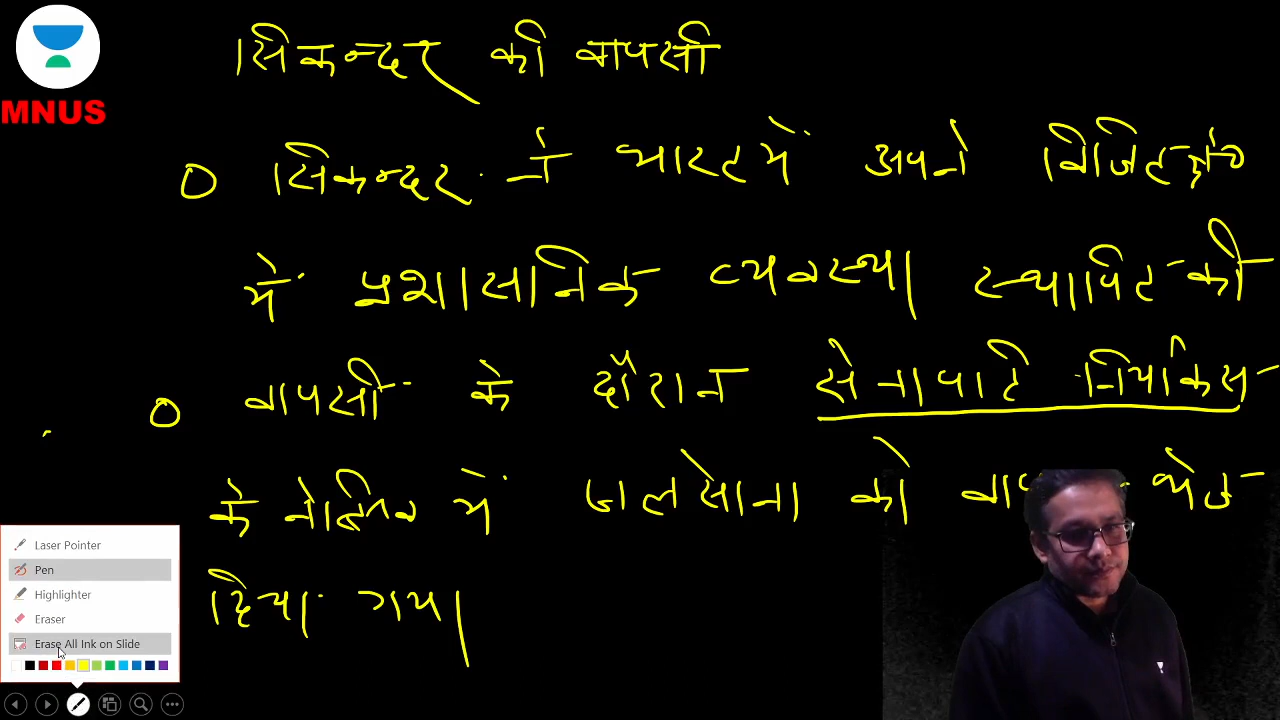 MNUS
सिकन्दर की वापसी
० सिकन्दर ने भारत में अपने विजित क्षेत्र
में प्रशासनिक व्यवस्था स्थापित की
० वापसी के दौरान सेनापति नियार्कस
के नेतृत्व में जलसेना को भेज
दिया गया
Laser Pointer
Pen
Highlighter
Eraser
Erase All Ink on Slide